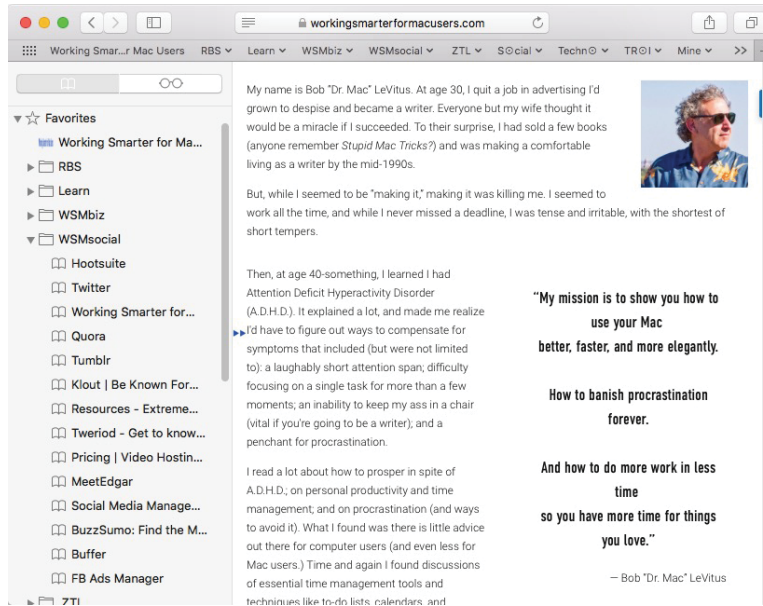 workingsmarterformacusers.com
Working Smar...r Mac Users RBS Learn WSMbiz WSMsocial ZTL S☉cial Techn☉ TR☉I Mine >>
Favorites
Working Smarter for Ma...
RBS
Learn
WSMbiz
WSMsocial
Hootsuite
Twitter
Working Smarter for...
Quora
Tumblr
Klout | Be Known For...
Resources - Extreme...
Tweriod - Get to know...
Pricing | Video Hostin...
MeetEdgar
Social Media Manage...
BuzzSumo: Find the M...
Buffer
FB Ads Manager
ZTL
My name is Bob "Dr. Mac" LeVitus. At age 30, I quit a job in advertising I'd
grown to despise and became a writer. Everyone but my wife thought it
would be a miracle if I succeeded. To their surprise, I had sold a few books
(anyone remember Stupid Mac Tricks?) and was making a comfortable
living as a writer by the mid-1990s.
But, while I seemed to be "making it," making it was killing me. I seemed to
work all the time, and while I never missed a deadline, I was tense and irritable, with the shortest of
short tempers.
Then, at age 40-something, I learned I had
Attention Deficit Hyperactivity Disorder
(A.D.H.D.). It explained a lot, and made me realize
I'd have to figure out ways to compensate for
symptoms that included (but were not limited
to): a laughably short attention span; difficulty
focusing on a single task for more than a few
moments; an inability to keep my ass in a chair
(vital if you're going to be a writer); and a
penchant for procrastination.
I read a lot about how to prosper in spite of
A.D.H.D.; on personal productivity and time
management; and on procrastination (and ways
to avoid it). What I found was there is little advice
out there for computer users (and even less for
Mac users.) Time and again I found discussions
of essential time management tools and
techniques like to-do lists, calendars, and
“My mission is to show you how to
use your Mac
better, faster, and more elegantly.
How to banish procrastination
forever.
And how to do more work in less
time
so you have more time for things
you love.”
— Bob “Dr. Mac” LeVitus